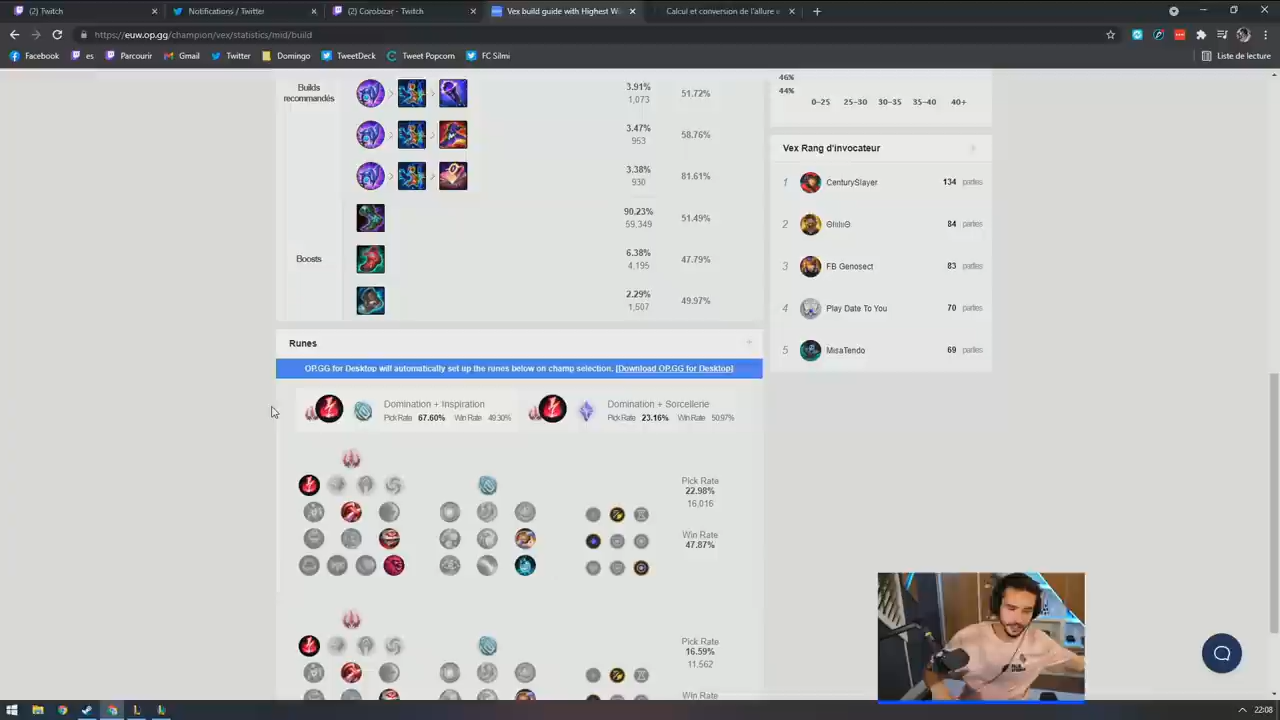 (2) Twitch
Notifications / Twitter
(2) Corobizar - Twitch
Vex build guide with Highest Wi
Calcul et conversion de l'allure v
https://euw.op.gg/champion/vex/statistics/mid/build
Facebook
es
Parcourir
Gmail
Twitter
Domingo
TweetDeck
Tweet Popcorn
FC Silmi
Liste de lecture
Builds recommandés
3.91%
1,073
51.72%
3.47%
953
58.76%
3.38%
930
81.61%
Boosts
90.23%
59,349
51.49%
6.38%
4,195
47.79%
2.29%
1,507
49.97%
46%
44%
0-25
25-30
30-35
35-40
40+
Vex Rang d'invocateur
1
CenturySlayer
134 parties
2
84 parties
3
FB Genosect
83 parties
4
Play Date To You
70 parties
5
MisaTendo
69 parties
Runes
OP.GG for Desktop will automatically set up the runes below on champ selection. [Download OP.GG for Desktop]
Domination + Inspiration
Pick Rate 67.60% Win Rate 49.30%
Domination + Sorcellerie
Pick Rate 23.16% Win Rate 50.97%
Pick Rate
22.98%
16,016
Win Rate
47.87%
Pick Rate
16.59%
11,562
Win Rate
22:08